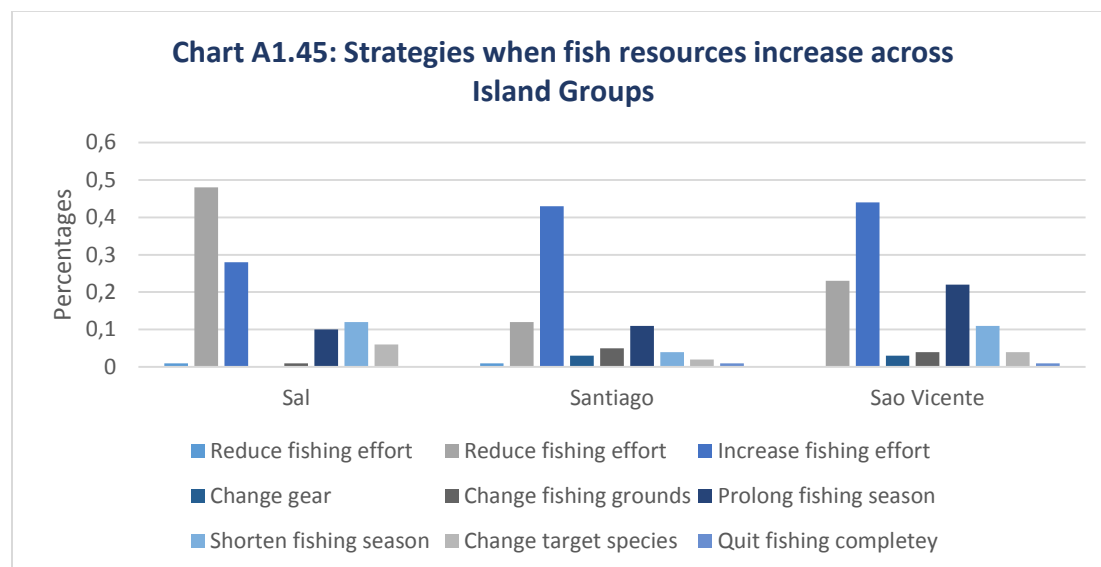 Chart A1.45: Strategies when fish resources increase across
Island Groups
Percentages
0,6
0,5
0,4
0,3
0,2
0,1
0
Sal Santiago Sao Vicente
Reduce fishing effort Reduce fishing effort Increase fishing effort
Change gear Change fishing grounds Prolong fishing season
Shorten fishing season Change target species Quit fishing completey